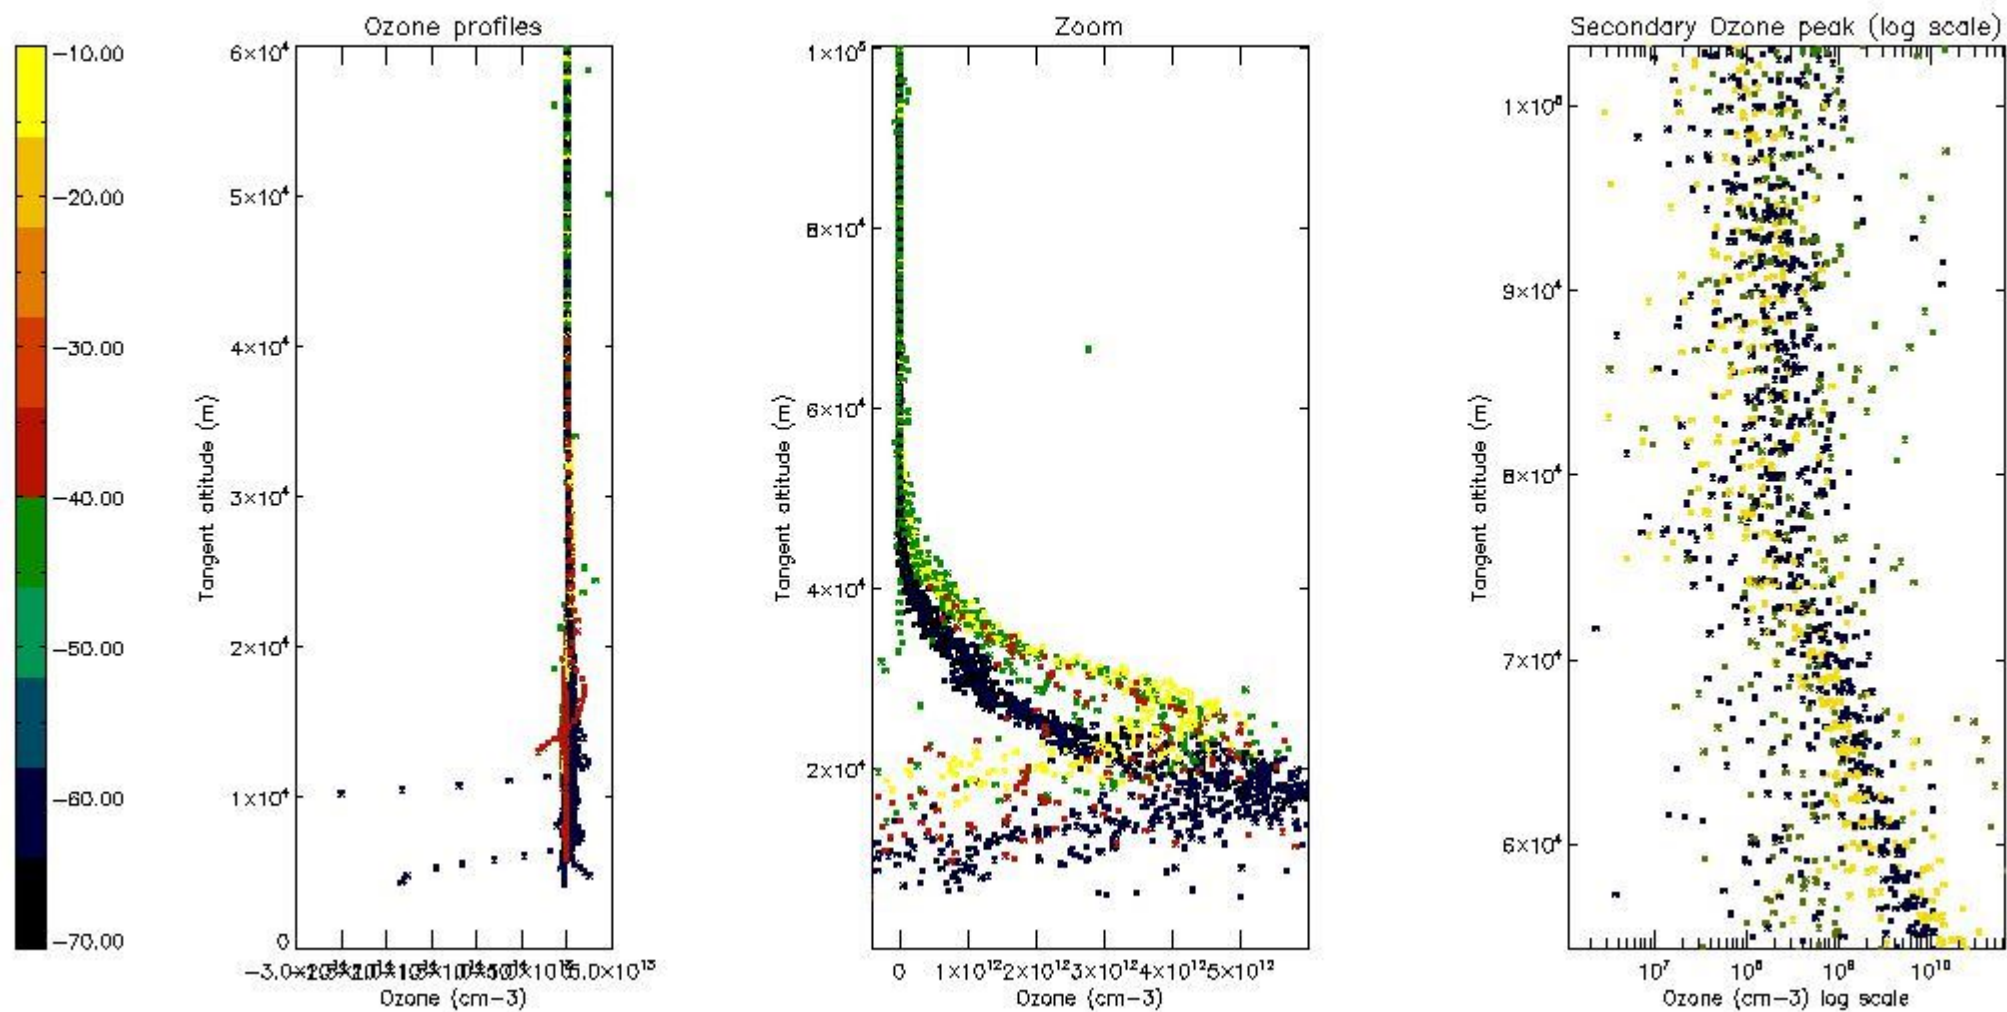 Ozone profiles
Zoom
Secondary Ozone peak (log scale)
-10.00
-20.00
-30.00
-40.00
-50.00
-60.00
-70.00
6×10⁴
5×10⁴
4×10⁴
3×10⁴
2×10⁴
1×10⁴
0
Tangent altitude (m)
5.0×10¹³
Ozone (cm-3)
1×10⁵
8×10⁴
6×10⁴
4×10⁴
2×10⁴
Tangent altitude (m)
0 1×10¹² 2×10¹² 3×10¹² 4×10¹² 5×10¹²
Ozone (cm-3)
9×10⁴
8×10⁴
7×10⁴
6×10⁴
Tangent altitude (m)
10⁷ 10¹⁰
Ozone (cm-3) log scale